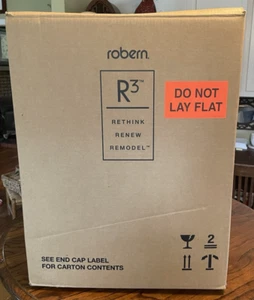 robern.
R³™
RETHINK
RENEW
REMODEL™
DO NOT
LAY FLAT
SEE END CAP LABEL
FOR CARTON CONTENTS
2